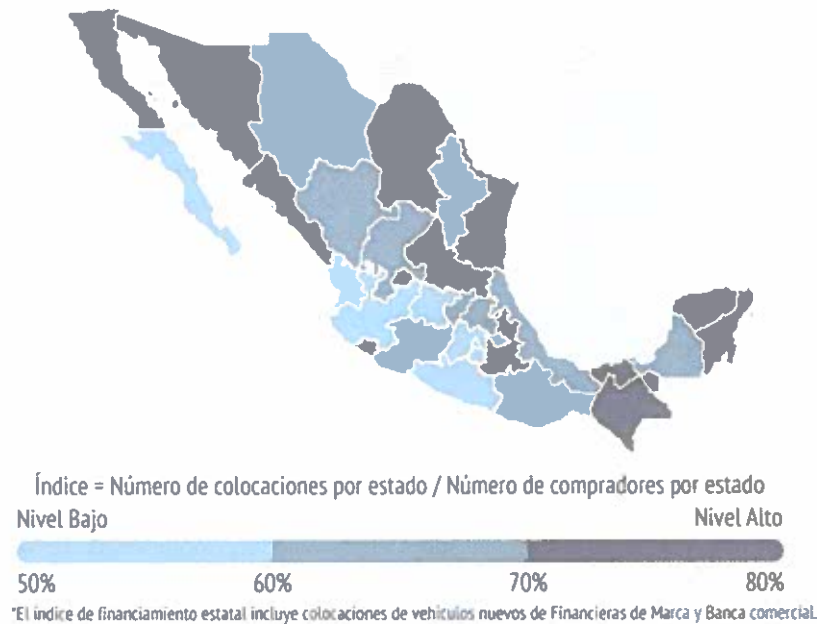 Índice = Número de colocaciones por estado / Número de compradores por estado
Nivel Bajo Nivel Alto
50% 60% 70% 80%
*El índice de financiamiento estatal incluye colocaciones de vehículos nuevos de Financieras de Marca y Banca comercial.